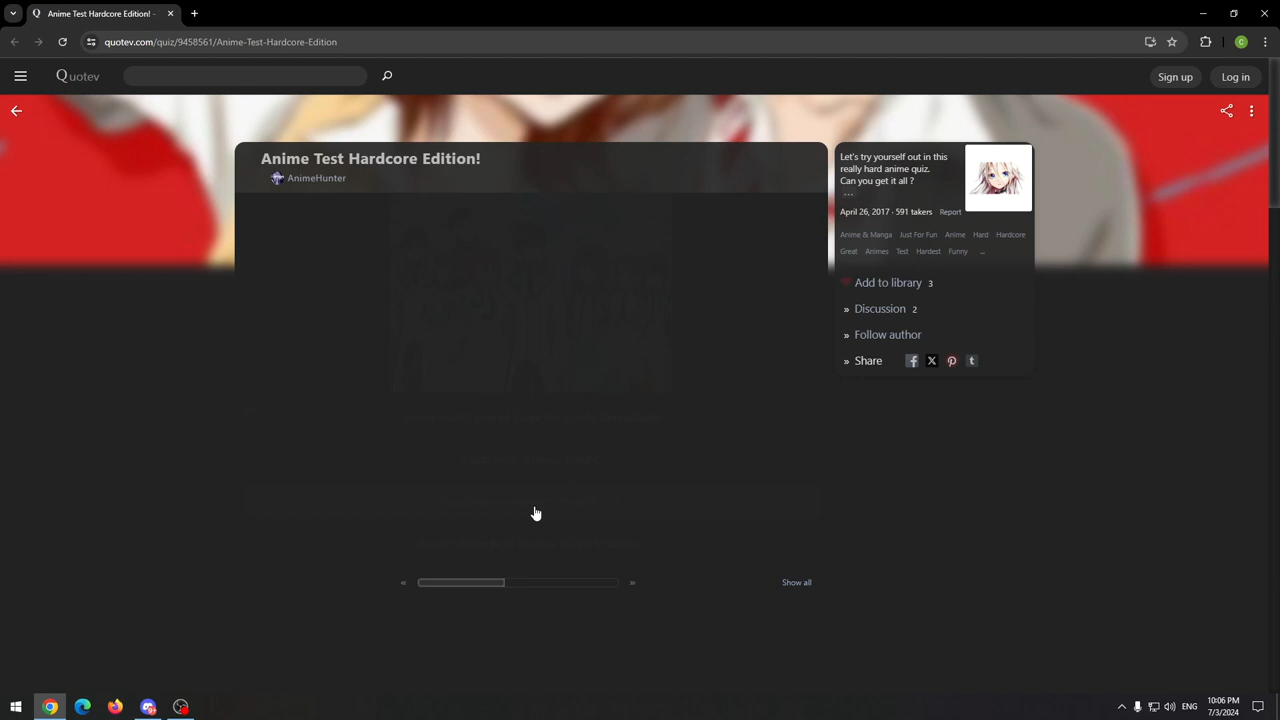 Anime Test Hardcore Edition! -
quotev.com/quiz/9458561/Anime-Test-Hardcore-Edition
C
Quotev
Sign up
Log in
Anime Test Hardcore Edition!
AnimeHunter
Let's try yourself out in this
really hard anime quiz.
Can you get it all ?
...
April 26, 2017 · 591 takers Report
Anime & Manga Just For Fun Anime Hard Hardcore
Great Animes Test Hardest Funny ...
Add to library 3
» Discussion 2
» Follow author
» Share
« » Show all
ENG
10:06 PM
7/3/2024